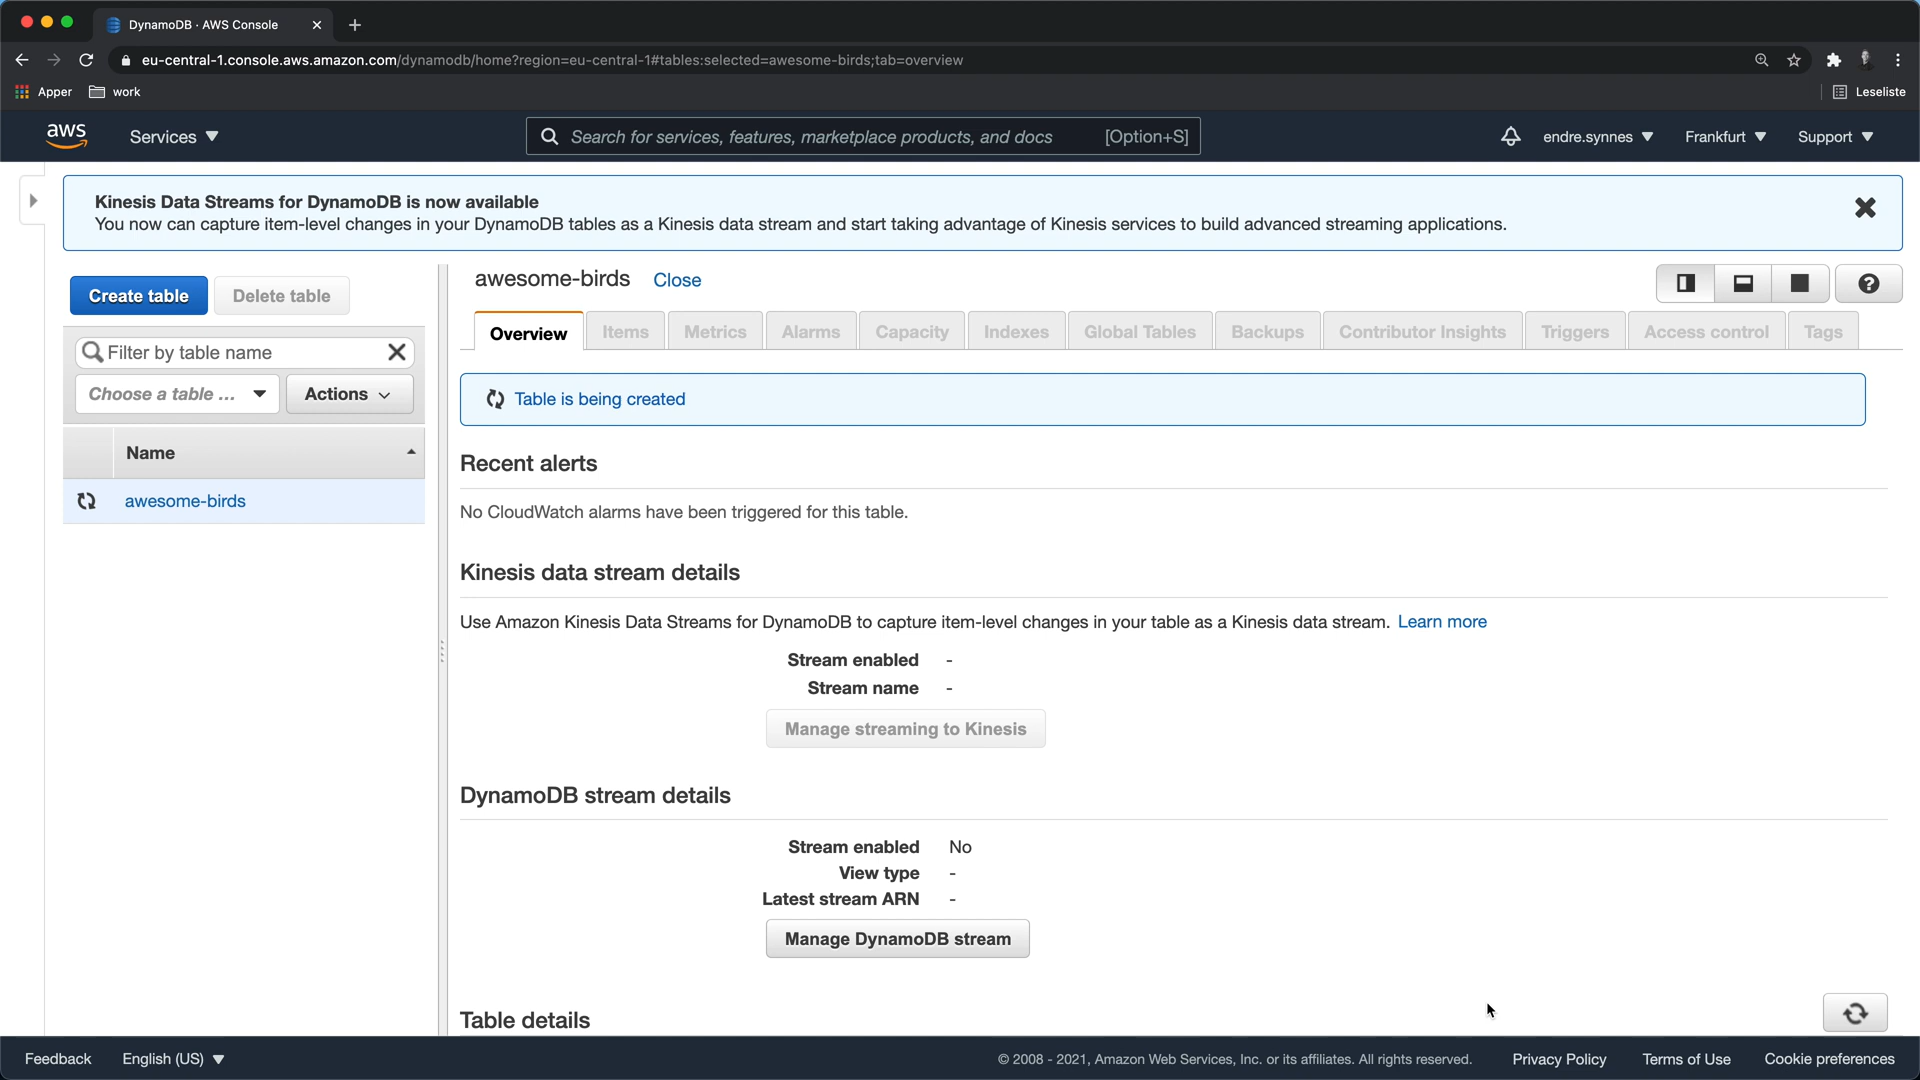 DynamoDB · AWS Console
eu-central-1.console.aws.amazon.com/dynamodb/home?region=eu-central-1#tables:selected=awesome-birds;tab=overview
Apper work Leseliste
aws Services Search for services, features, marketplace products, and docs [Option+S] endre.synnes Frankfurt Support
Kinesis Data Streams for DynamoDB is now available
You now can capture item-level changes in your DynamoDB tables as a Kinesis data stream and start taking advantage of Kinesis services to build advanced streaming applications.
Create table Delete table
Filter by table name
Choose a table ... Actions
Name
awesome-birds
awesome-birds Close
Overview Items Metrics Alarms Capacity Indexes Global Tables Backups Contributor Insights Triggers Access control Tags
Table is being created
Recent alerts
No CloudWatch alarms have been triggered for this table.
Kinesis data stream details
Use Amazon Kinesis Data Streams for DynamoDB to capture item-level changes in your table as a Kinesis data stream. Learn more
Stream enabled -
Stream name -
Manage streaming to Kinesis
DynamoDB stream details
Stream enabled No
View type -
Latest stream ARN -
Manage DynamoDB stream
Table details
Feedback English (US) © 2008 - 2021, Amazon Web Services, Inc. or its affiliates. All rights reserved. Privacy Policy Terms of Use Cookie preferences